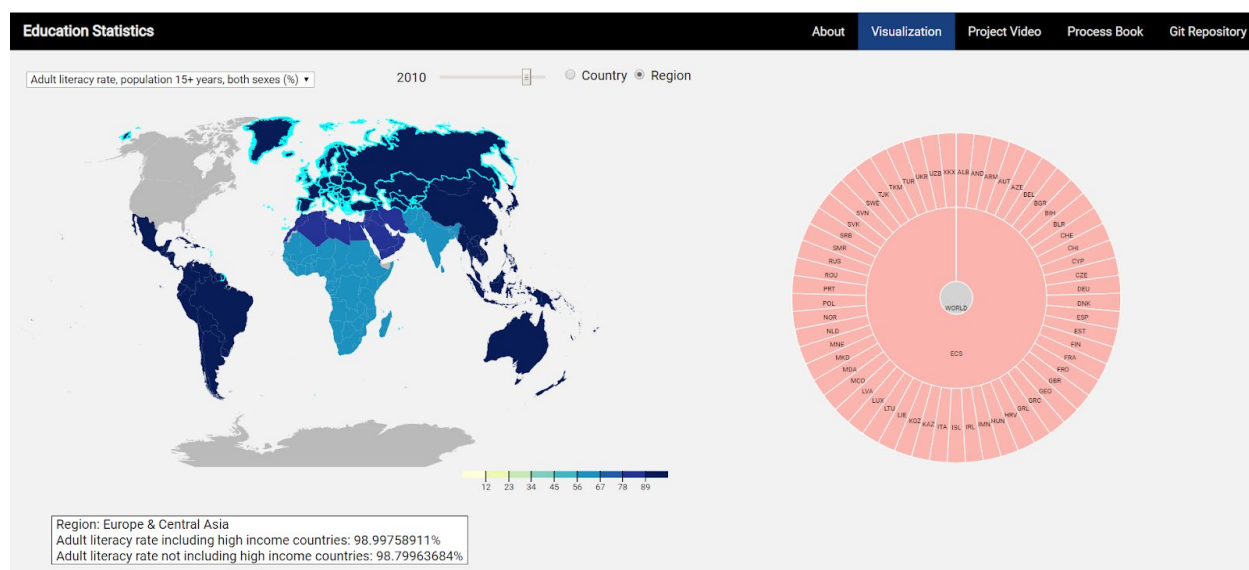 Education Statistics
About
Visualization
Project Video
Process Book
Git Repository
Adult literacy rate, population 15+ years, both sexes (%)
2010
Country
Region
12 23 34 45 56 67 78 89
Region: Europe & Central Asia
Adult literacy rate including high income countries: 98.99758911%
Adult literacy rate not including high income countries: 98.79963684%
WORLD
ECS
ALB
AND
ARM
AUT
AZE
BEL
BGR
BIH
BLR
CHE
CHI
CYP
CZE
DEU
DNK
ESP
EST
FIN
FRA
FRO
GBR
GEO
GRC
GRL
HRV
HUN
IMN
IRL
ISL
ITA
KAZ
KGZ
LIE
LTU
LUX
LVA
MCO
MDA
MKD
MNE
NLD
NOR
POL
PRT
ROU
RUS
SMR
SRB
SVK
SVN
SWE
TJK
TKM
TUR
UKR
UZB
XKX